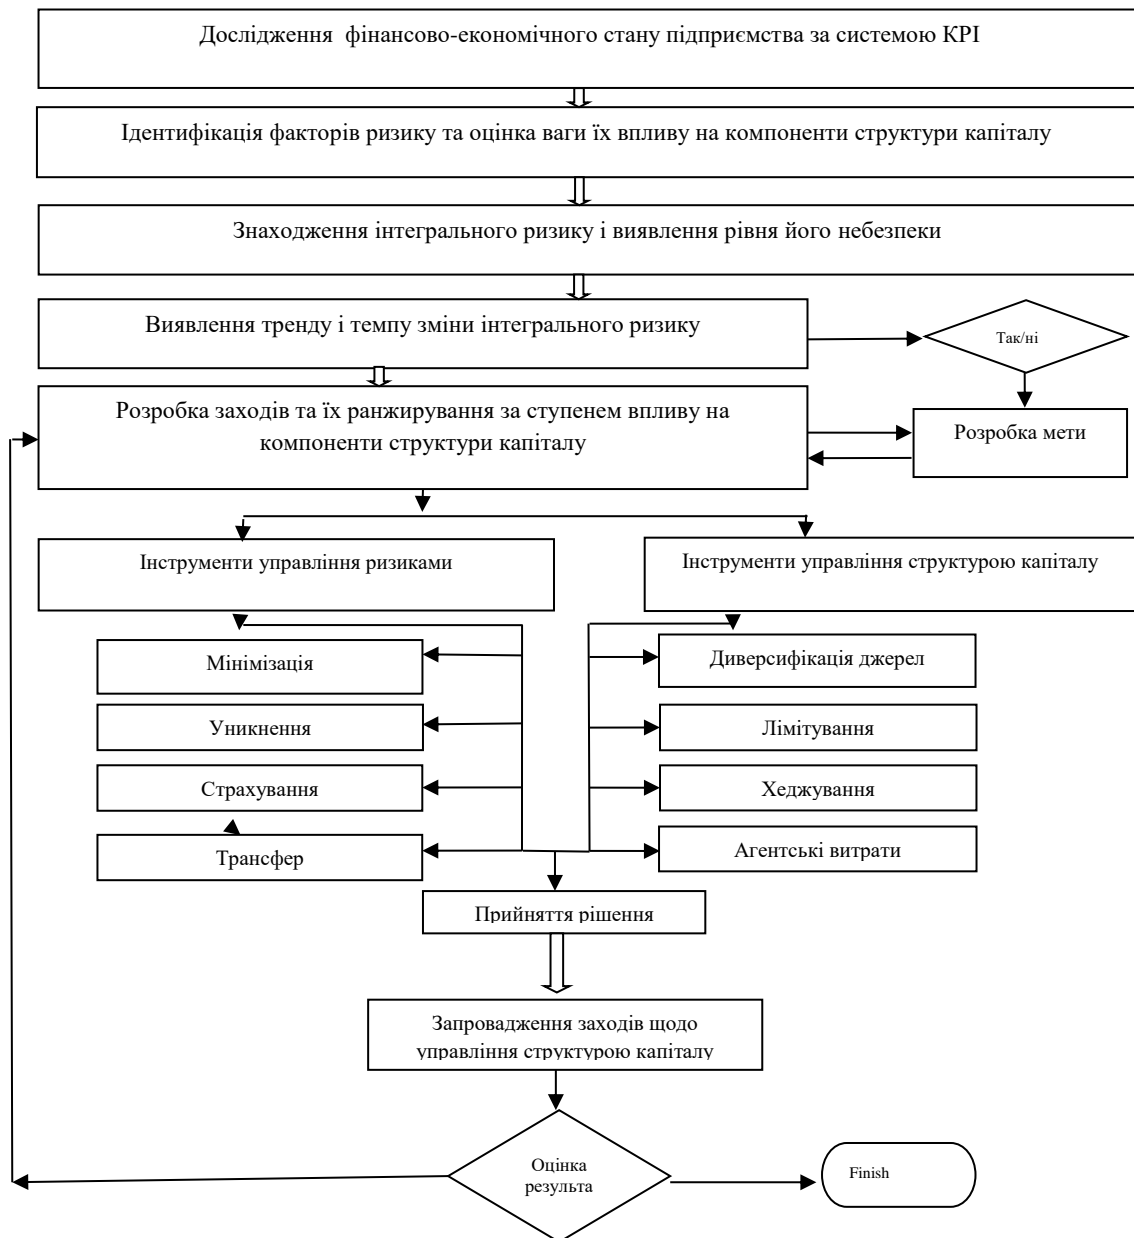 Дослідження фінансово-економічного стану підприємства за системою KPI
Ідентифікація факторів ризику та оцінка ваги їх впливу на компоненти структури капіталу
Знаходження інтегрального ризику і виявлення рівня його небезпеки
Виявлення тренду і темпу зміни інтегрального ризику
Так/ні
Розробка заходів та їх ранжирування за ступенем впливу на
компоненти структури капіталу
Розробка мети
Інструменти управління ризиками
Інструменти управління структурою капіталу
Мінімізація
Диверсифікація джерел
Уникнення
Лімітування
Страхування
Хеджування
Трансфер
Агентські витрати
Прийняття рішення
Запровадження заходів щодо
управління структурою капіталу
Оцінка
результа
Finish